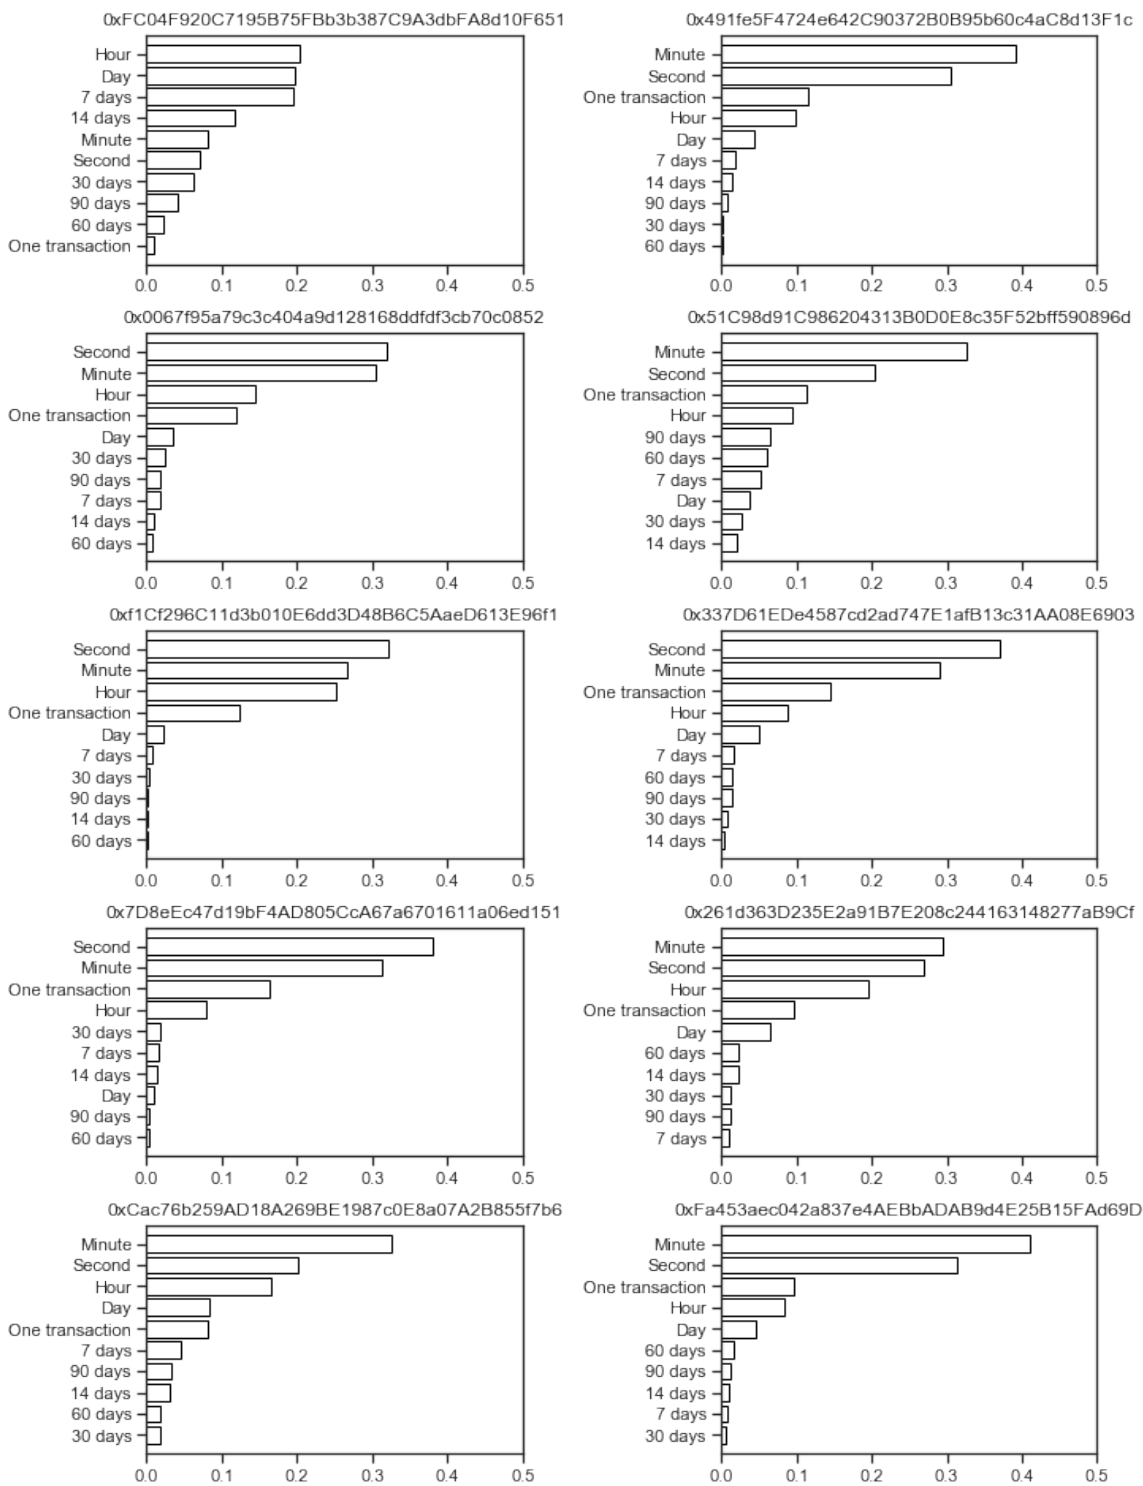 0xFC04F920C7195B75FBb3b387C9A3dbFA8d10F651
Hour
Day
7 days
14 days
Minute
Second
30 days
90 days
60 days
One transaction
0.0 0.1 0.2 0.3 0.4 0.5
0x491fe5F4724e642C90372B0B95b60c4aC8d13F1c
Minute
Second
One transaction
Hour
Day
7 days
14 days
90 days
30 days
60 days
0.0 0.1 0.2 0.3 0.4 0.5
0x0067f95a79c3c404a9d128168ddfdf3cb70c0852
Second
Minute
Hour
One transaction
Day
30 days
90 days
7 days
14 days
60 days
0.0 0.1 0.2 0.3 0.4 0.5
0x51C98d91C986204313B0D0E8c35F52bff590896d
Minute
Second
One transaction
Hour
90 days
60 days
7 days
Day
30 days
14 days
0.0 0.1 0.2 0.3 0.4 0.5
0xf1Cf296C11d3b010E6dd3D48B6C5AaeD613E96f1
Second
Minute
Hour
One transaction
Day
7 days
30 days
90 days
14 days
60 days
0.0 0.1 0.2 0.3 0.4 0.5
0x337D61EDe4587cd2ad747E1afB13c31AA08E6903
Second
Minute
One transaction
Hour
Day
7 days
60 days
90 days
30 days
14 days
0.0 0.1 0.2 0.3 0.4 0.5
0x7D8eEc47d19bF4AD805CcA67a6701611a06ed151
Second
Minute
One transaction
Hour
30 days
7 days
14 days
Day
90 days
60 days
0.0 0.1 0.2 0.3 0.4 0.5
0x261d363D235E2a91B7E208c244163148277aB9Cf
Minute
Second
Hour
One transaction
Day
60 days
14 days
30 days
90 days
7 days
0.0 0.1 0.2 0.3 0.4 0.5
0xCac76b259AD18A269BE1987c0E8a07A2B855f7b6
Minute
Second
Hour
Day
One transaction
7 days
90 days
14 days
60 days
30 days
0.0 0.1 0.2 0.3 0.4 0.5
0xFa453aec042a837e4AEBbADAB9d4E25B15FAd69D
Minute
Second
One transaction
Hour
Day
60 days
90 days
14 days
7 days
30 days
0.0 0.1 0.2 0.3 0.4 0.5